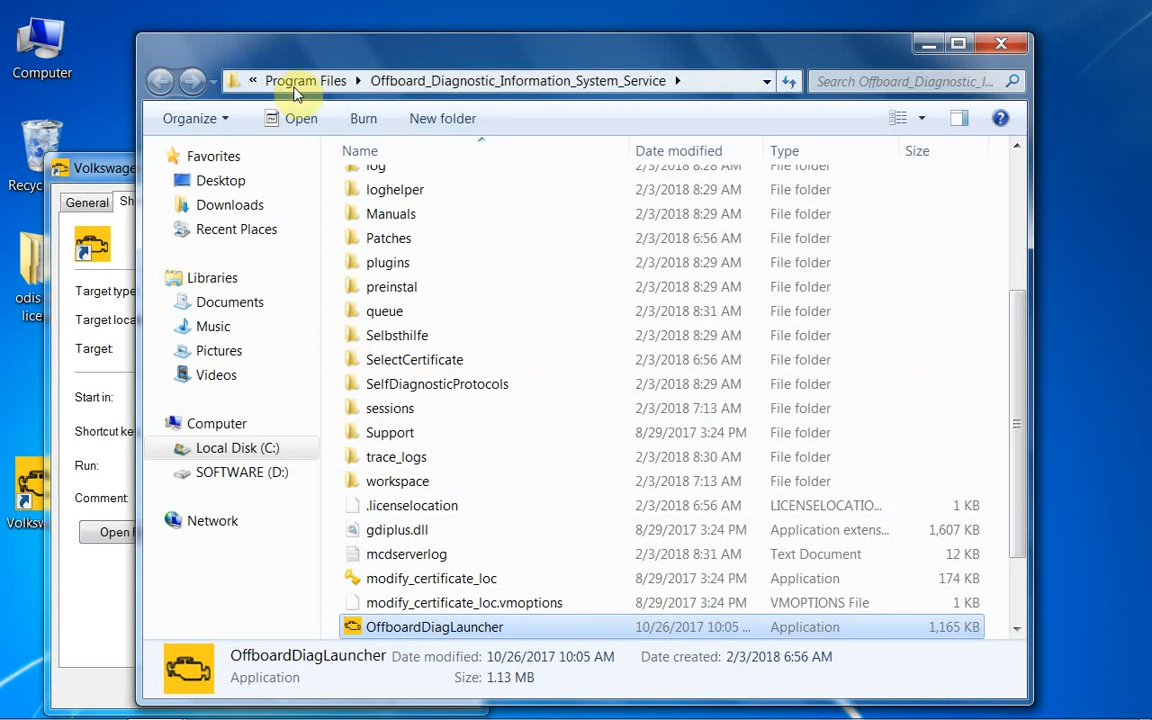 Computer
Recyc
odis
lice
Volksw
Volkswage
General
Sh
Target type
Target loca
Target:
Start in:
Shortcut ke
Run:
Comment:
Open F
« Program Files Offboard_Diagnostic_Information_System_Service
Search Offboard_Diagnostic_I...
Organize
Open
Burn
New folder
Favorites
Desktop
Downloads
Recent Places
Libraries
Documents
Music
Pictures
Videos
Computer
Local Disk (C:)
SOFTWARE (D:)
Network
Name Date modified Type Size
log 2/3/2018 8:28 AM File folder
loghelper 2/3/2018 8:29 AM File folder
Manuals 2/3/2018 8:29 AM File folder
Patches 2/3/2018 6:56 AM File folder
plugins 2/3/2018 8:29 AM File folder
preinstal 2/3/2018 8:29 AM File folder
queue 2/3/2018 8:31 AM File folder
Selbsthilfe 2/3/2018 8:29 AM File folder
SelectCertificate 2/3/2018 6:56 AM File folder
SelfDiagnosticProtocols 2/3/2018 8:29 AM File folder
sessions 2/3/2018 7:13 AM File folder
Support 8/29/2017 3:24 PM File folder
trace_logs 2/3/2018 8:30 AM File folder
workspace 2/3/2018 7:13 AM File folder
.licenselocation 2/3/2018 6:56 AM LICENSELOCATIO... 1 KB
gdiplus.dll 8/29/2017 3:24 PM Application extens... 1,607 KB
mcdserverlog 2/3/2018 8:31 AM Text Document 12 KB
modify_certificate_loc 8/29/2017 3:24 PM Application 174 KB
modify_certificate_loc.vmoptions 8/29/2017 3:24 PM VMOPTIONS File 1 KB
OffboardDiagLauncher 10/26/2017 10:05 ... Application 1,165 KB
OffboardDiagLauncher Date modified: 10/26/2017 10:05 AM Date created: 2/3/2018 6:56 AM
Application Size: 1.13 MB